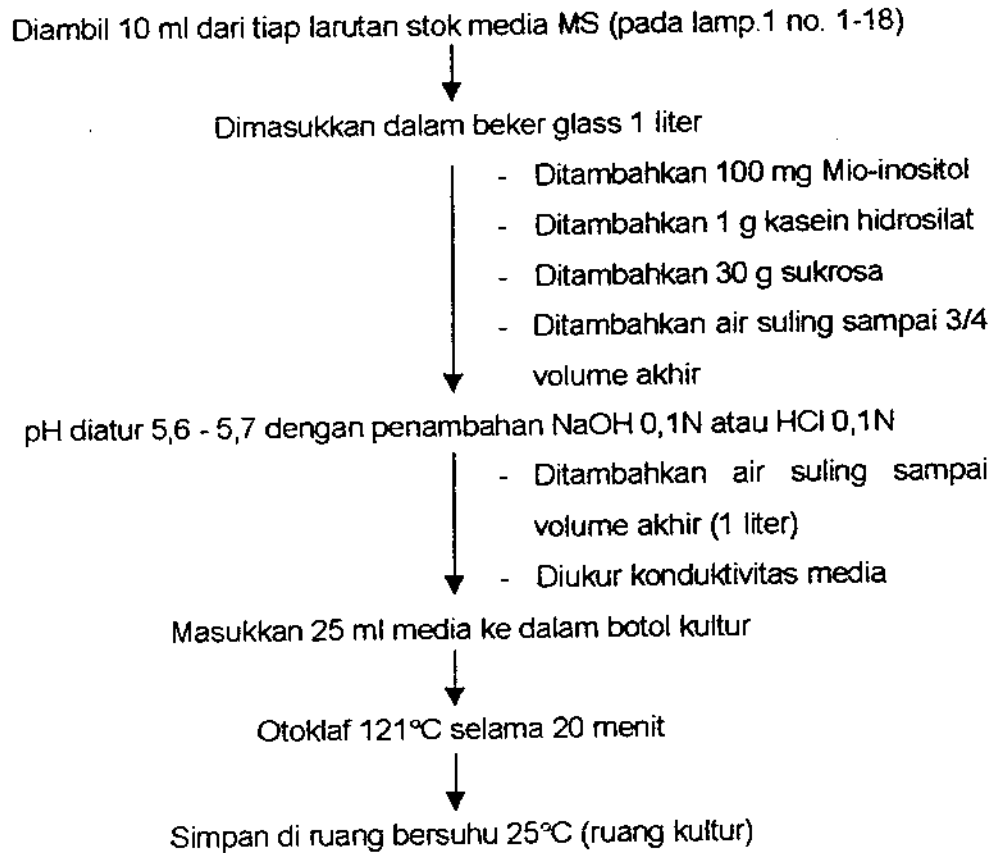 Diambil 10 ml dari tiap larutan stok media MS (pada lamp.1 no. 1-18)
Dimasukkan dalam beker glass 1 liter
- Ditambahkan 100 mg Mio-inositol
- Ditambahkan 1 g kasein hidrosilat
- Ditambahkan 30 g sukrosa
- Ditambahkan air suling sampai 3/4
volume akhir
pH diatur 5,6 - 5,7 dengan penambahan NaOH 0,1N atau HCl 0,1N
- Ditambahkan air suling sampai
volume akhir (1 liter)
- Diukur konduktivitas media
Masukkan 25 ml media ke dalam botol kultur
Otoklaf 121°C selama 20 menit
Simpan di ruang bersuhu 25°C (ruang kultur)